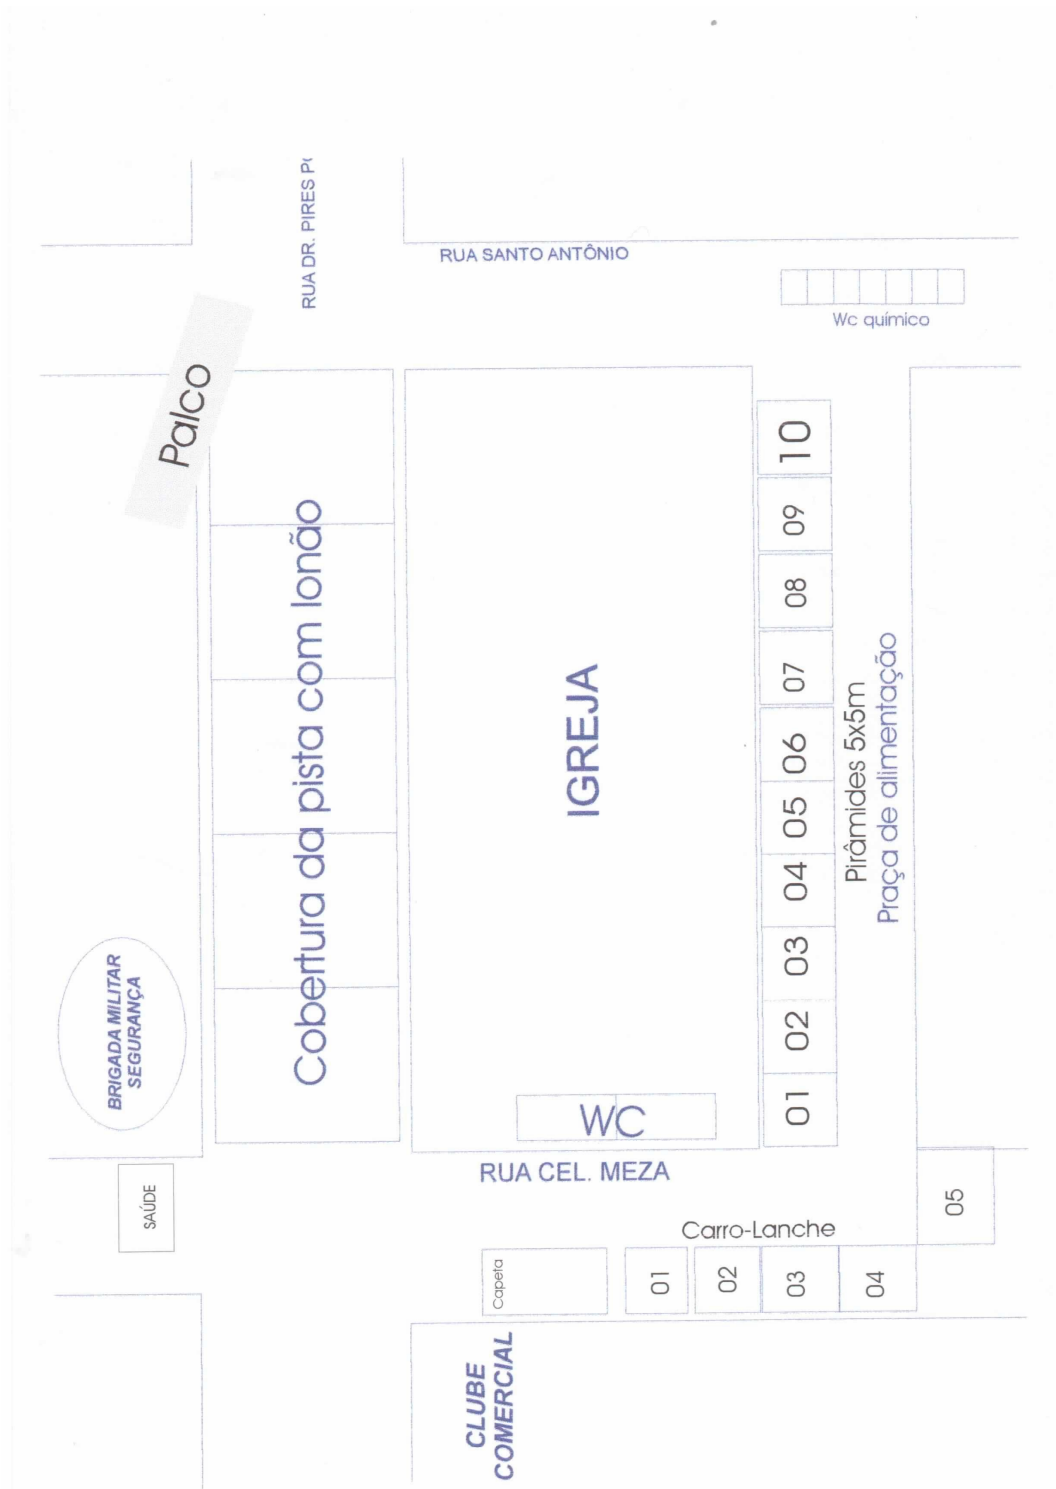 RUA DR. PIRES P
RUA SANTO ANTÔNIO
Wc químico
Palco
Cobertura da pista com lonão
IGREJA
10
09
08
07
06
05
04
03
02
01
Pirâmides 5x5m
Praça de alimentação
BRIGADA MILITAR
SEGURANÇA
WC
RUA CEL. MEZA
SAÚDE
Carro-Lanche
05
Capeta
01
02
03
04
CLUBE
COMERCIAL